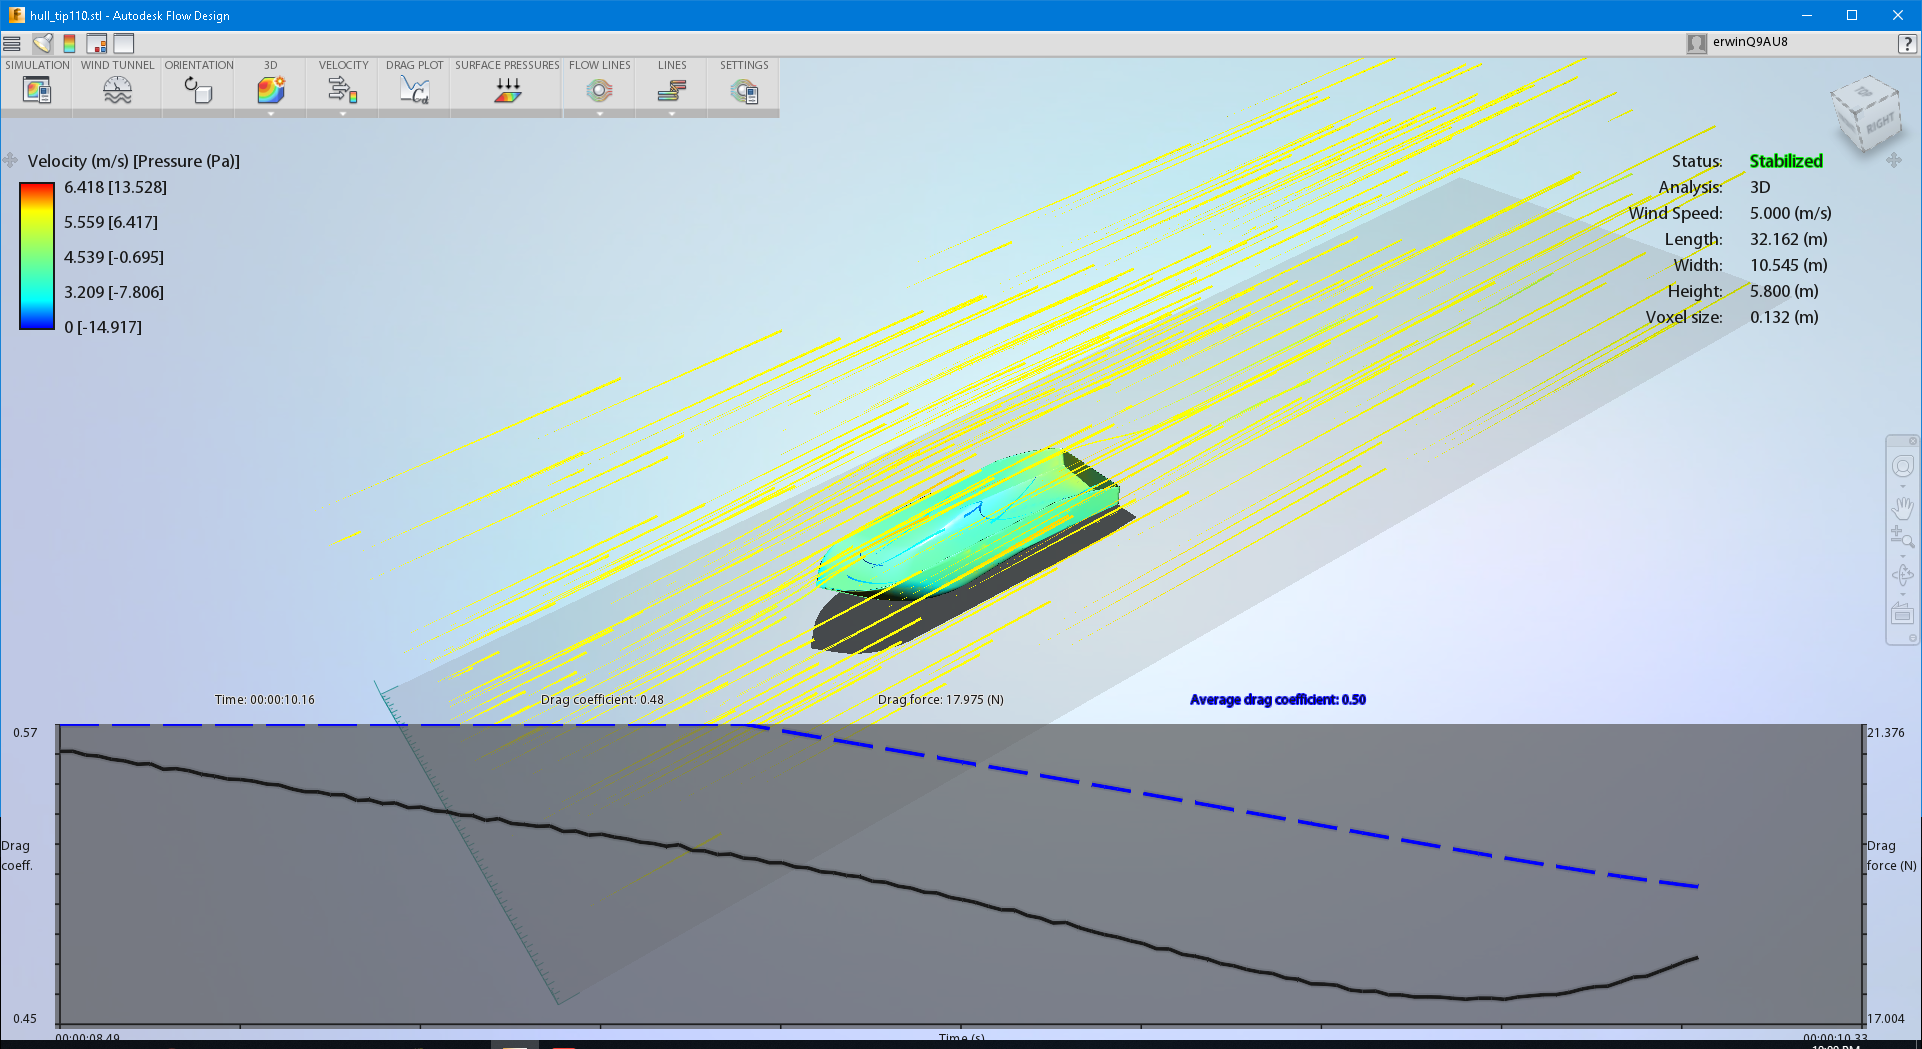 hull_tip110.stl - Autodesk Flow Design
erwinQ9AU8
?
SIMULATION WIND TUNNEL ORIENTATION 3D VELOCITY DRAG PLOT SURFACE PRESSURES FLOW LINES LINES SETTINGS
Cd
RIGHT
Velocity (m/s) [Pressure (Pa)]
6.418 [13.528]
5.559 [6.417]
4.539 [-0.695]
3.209 [-7.806]
0 [-14.917]
Status: Stabilized
Analysis: 3D
Wind Speed: 5.000 (m/s)
Length: 32.162 (m)
Width: 10.545 (m)
Height: 5.800 (m)
Voxel size: 0.132 (m)
Time: 00:00:10.16 Drag coefficient: 0.48 Drag force: 17.975 (N) Average drag coefficient: 0.50
0.57 21.376
Drag Drag
coeff. force (N)
0.45 17.004
00:00:08.49 Time (s) 00:00:10.33